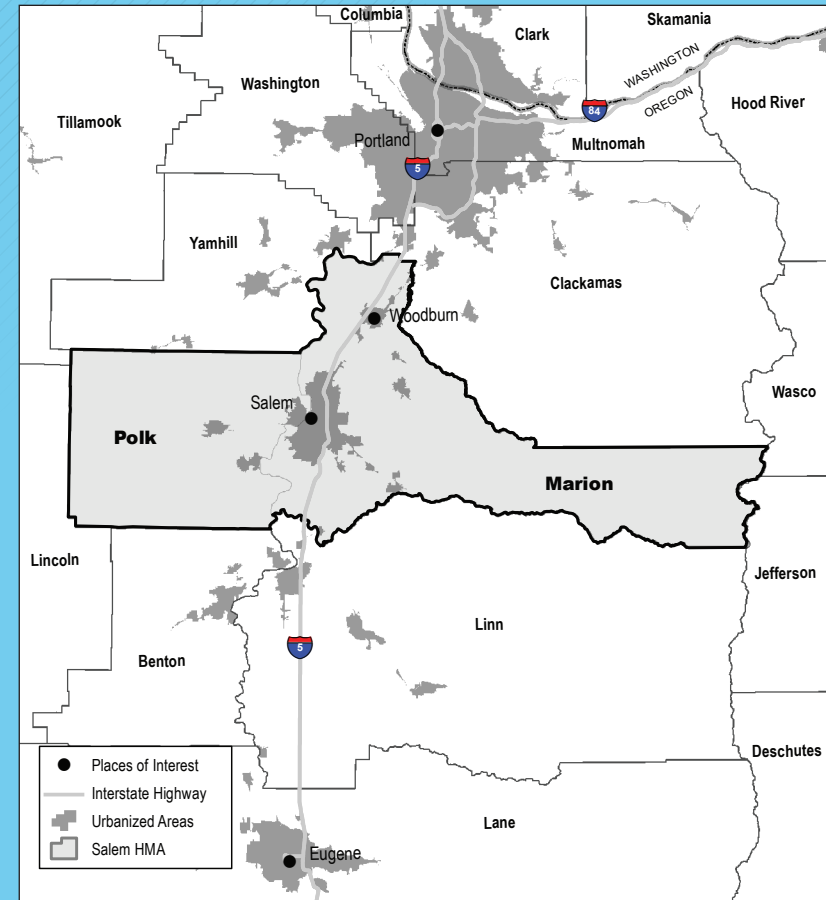 Columbia
Skamania
Clark
WASHINGTON
OREGON
Washington
84
Hood River
Tillamook
Portland
Multnomah
5
Yamhill
Clackamas
Woodburn
Wasco
Salem
Polk
Marion
Lincoln
Jefferson
Linn
5
Benton
Deschutes
Places of Interest
Interstate Highway
Urbanized Areas
Salem HMA
Lane
Eugene